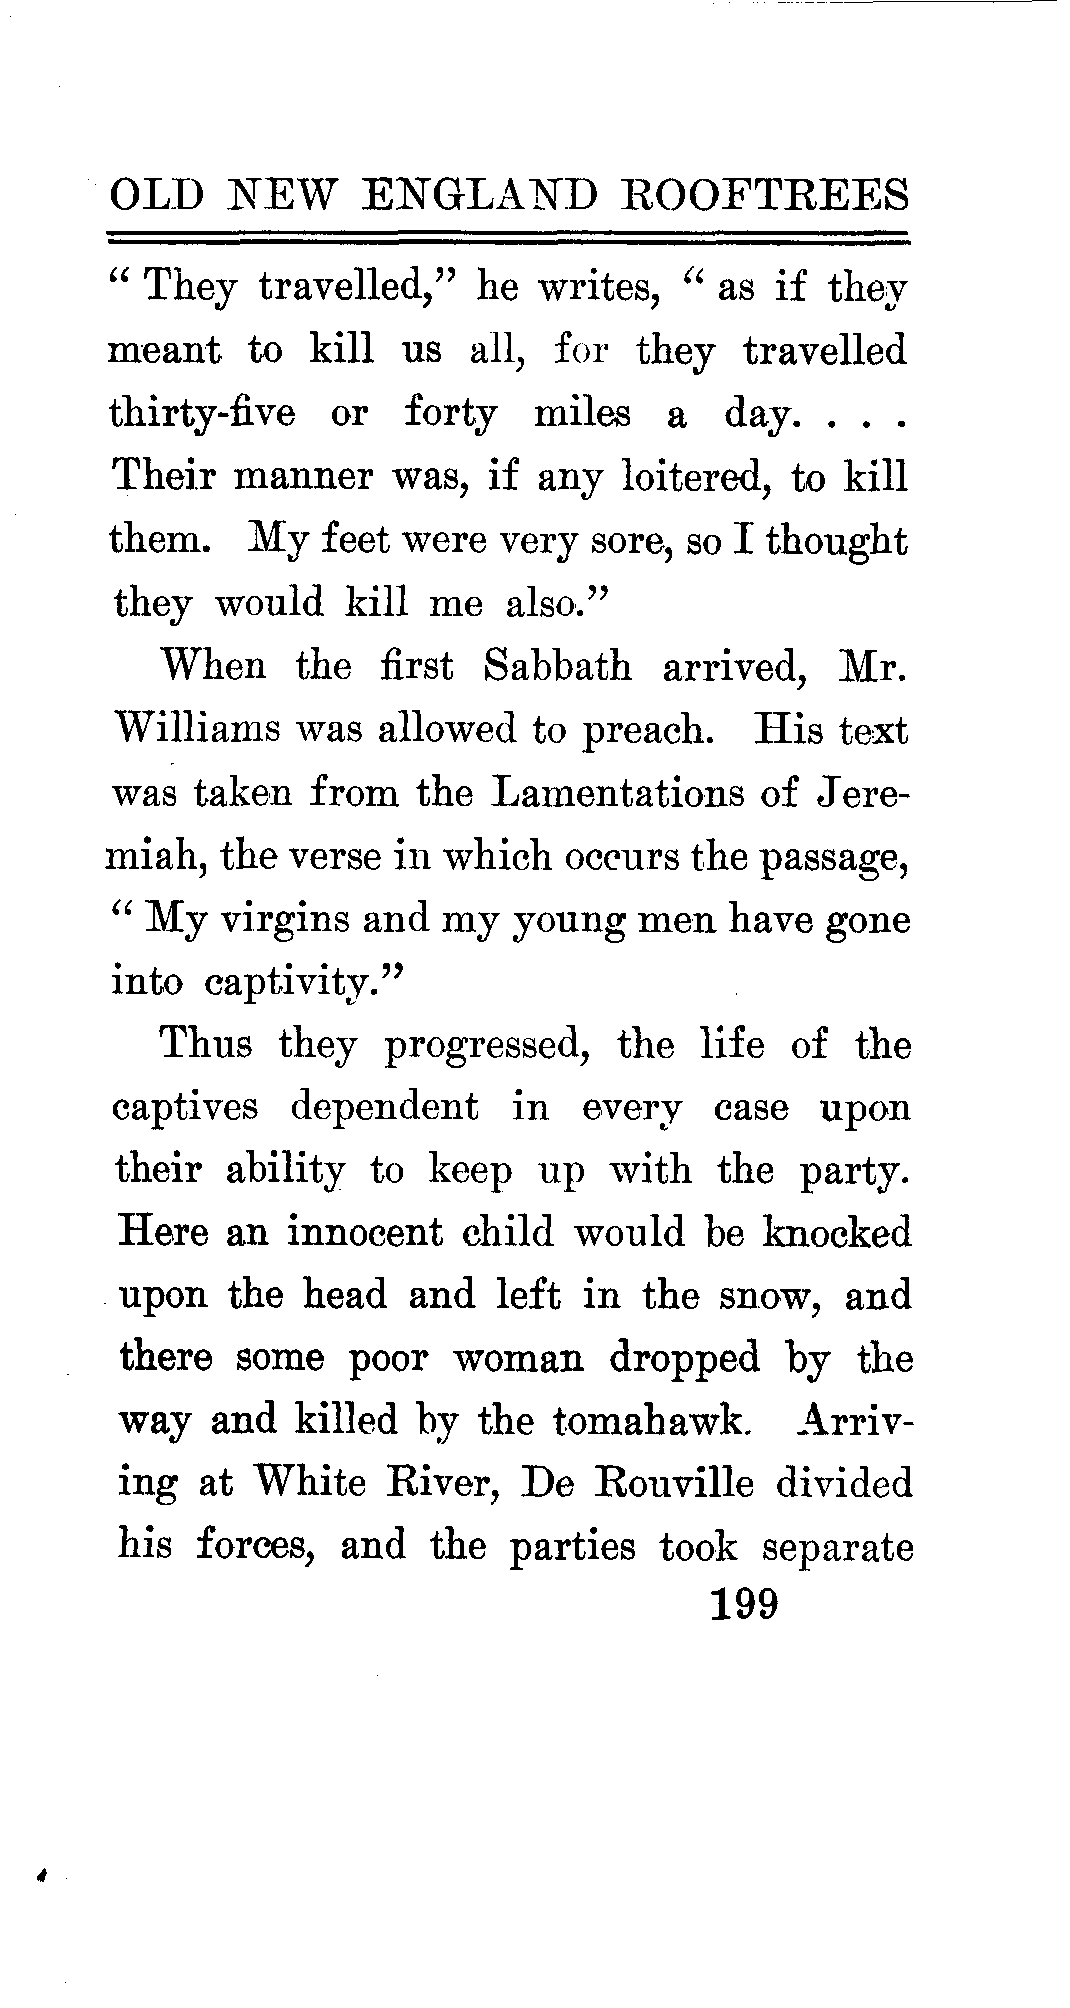 OLD NEW ENGLAND ROOFTREES
" They travelled," he writes, " as if they
meant to kill us all, for they travelled
thirty-five or forty miles a day. . . .
Their manner was, if any loitered, to kill
them. My feet were very sore, so I thought
they would kill me also."
When the first Sabbath arrived, Mr.
Williams was allowed to preach. His text
was taken from the Lamentations of Jere-
miah, the verse in which occurs the passage,
" My virgins and my young men have gone
into captivity."
Thus they progressed, the life of the
captives dependent in every case upon
their ability to keep up with the party.
Here an innocent child would be knocked
upon the head and left in the snow, and
there some poor woman dropped by the
way and killed by the tomahawk. Arriv-
ing at White River, De Rouville divided
his forces, and the parties took separate
199